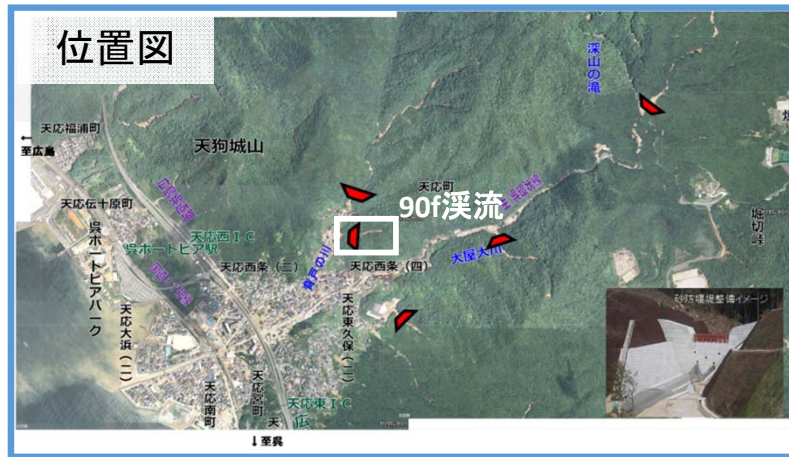 位置図
深山の滝
天応福浦町
←
至広島
天狗城山
天応町
90f渓流
天応伝十原町
天応西ＩＣ
呉ポートピア駅
呉ポートピアパーク
天応西条（三）
天応西条（四）
大屋大川
堀切峠
天応大浜（二）
天応東久保（二）
砂防堰堤整備イメージ
天応南町
天応宮町
天応東ＩＣ
↓至呉